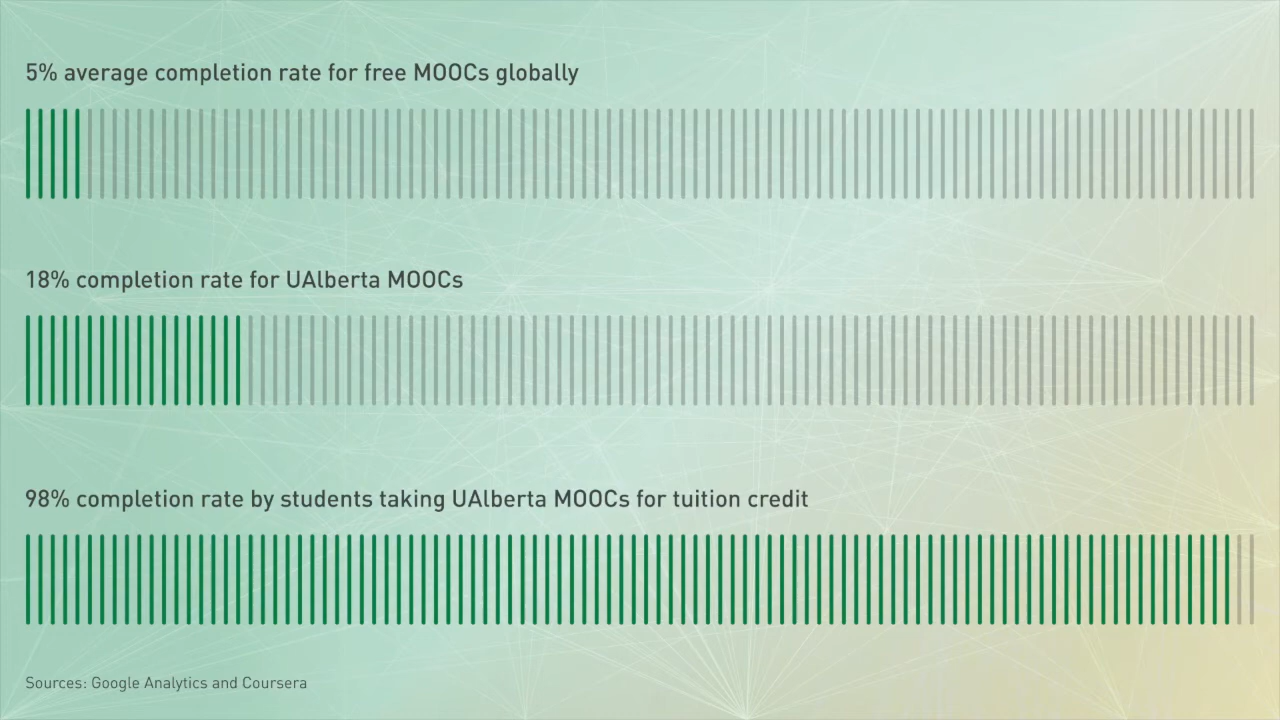 5% average completion rate for free MOOCs globally
18% completion rate for UAlberta MOOCs
98% completion rate by students taking UAlberta MOOCs for tuition credit
Sources: Google Analytics and Coursera